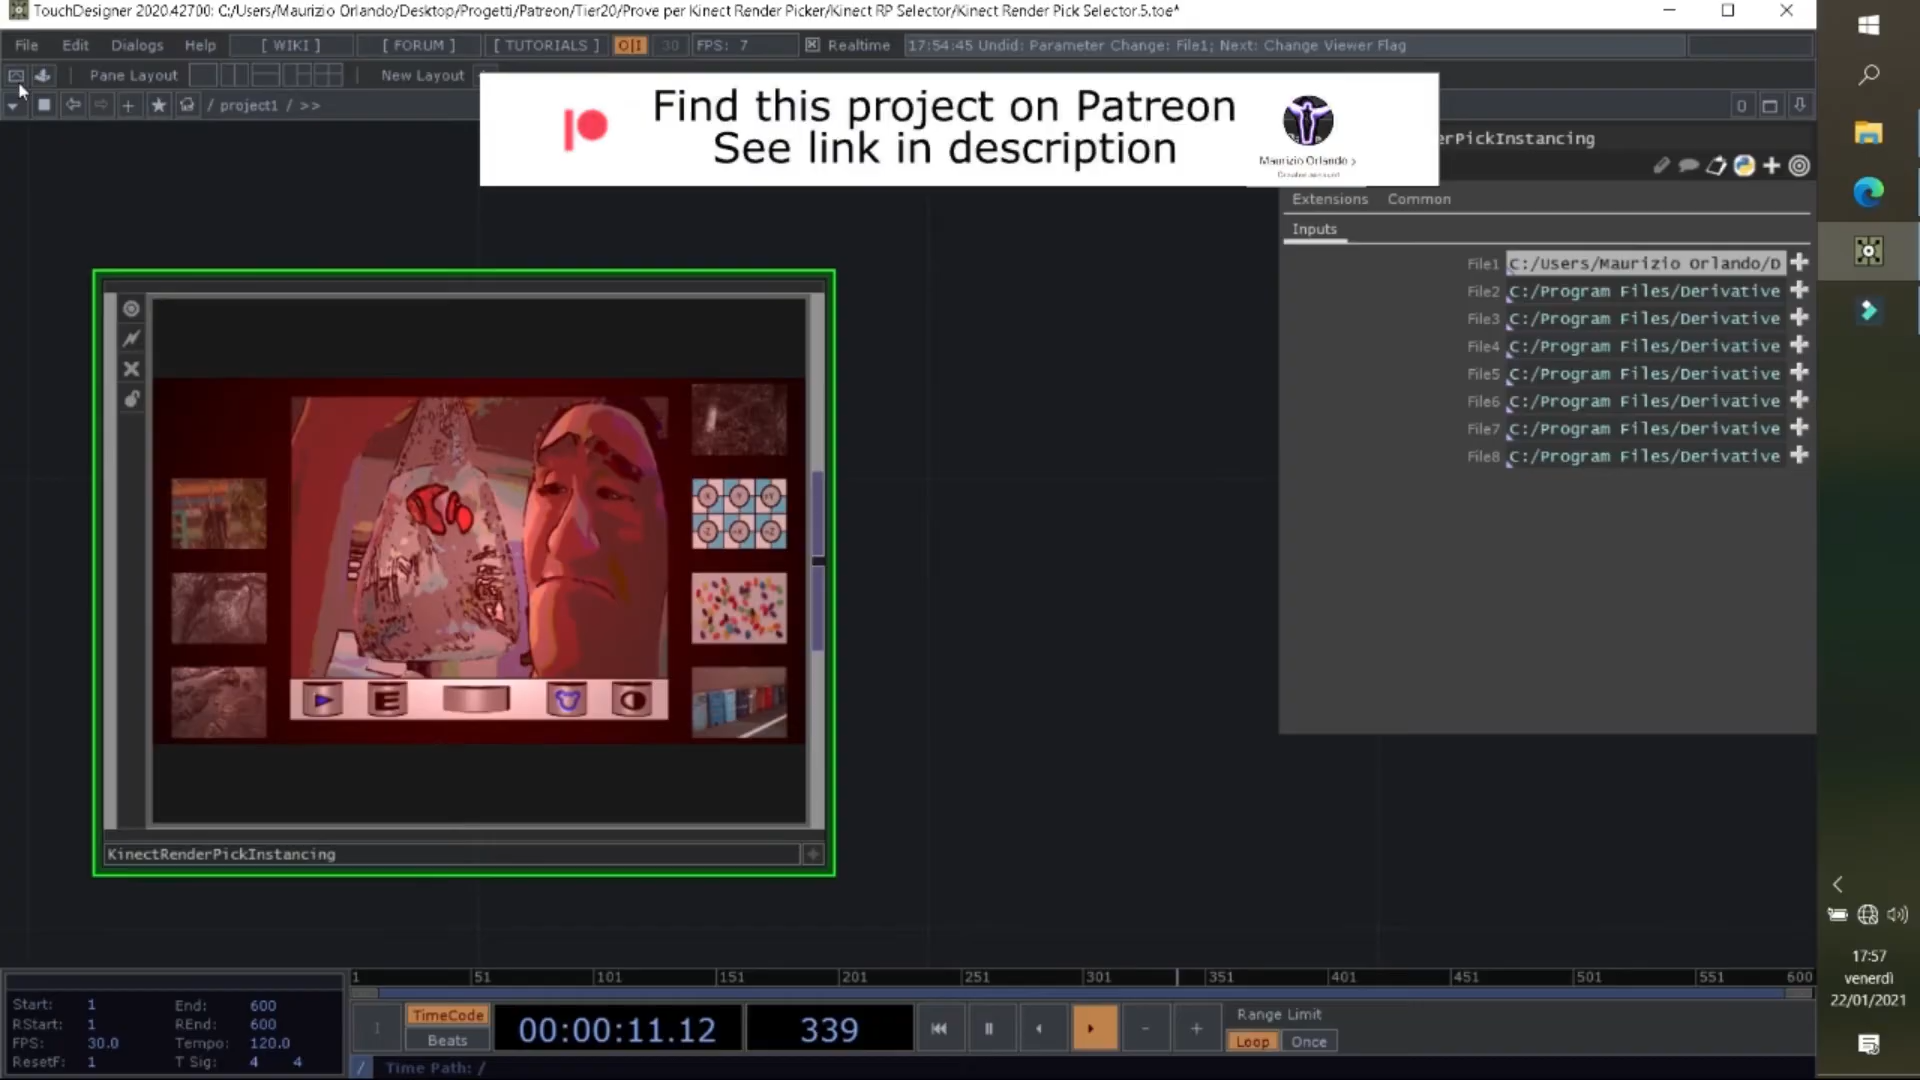 TouchDesigner 2020.42700: C:/Users/Maurizio Orlando/Desktop/Progetti/Patreon/Tier20/Prove per Kinect Render Picker/Kinect RP Selector/Kinect Render Pick Selector.5.toe*
File Edit Dialogs Help [ WIKI ] [ FORUM ] [ TUTORIALS ] O|I 30 FPS: 7 Realtime 17:54:45 Undid: Parameter Change: File1; Next: Change Viewer Flag
Pane Layout New Layout +
/ project1 / >> 0
Find this project on Patreon
See link in description
Maurizio Orlando >
erPickInstancing
Extensions Common
Inputs
File1 C:/Users/Maurizio Orlando/D
File2 C:/Program Files/Derivative
File3 C:/Program Files/Derivative
File4 C:/Program Files/Derivative
File5 C:/Program Files/Derivative
File6 C:/Program Files/Derivative
File7 C:/Program Files/Derivative
File8 C:/Program Files/Derivative
E
KinectRenderPickInstancing
1 51 101 151 201 251 301 351 401 451 501 551 600
Start: 1 End: 600
RStart: 1 REnd: 600
FPS: 30.0 Tempo: 120.0
ResetF: 1 T Sig: 4 4
TimeCode
Beats
00:00:11.12
339
Range Limit
Loop Once
/ Time Path: /
17:57
venerdì
22/01/2021